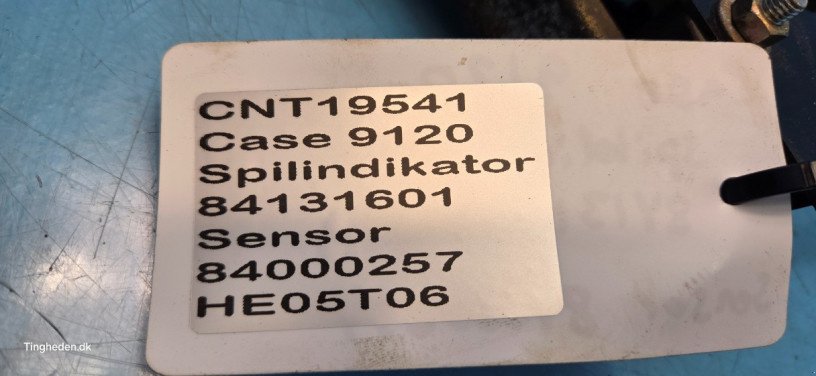 CNT19541
Case 9120
Spilindikator
84131601
Sensor
84000257
HE05T06
Tingheden.dk